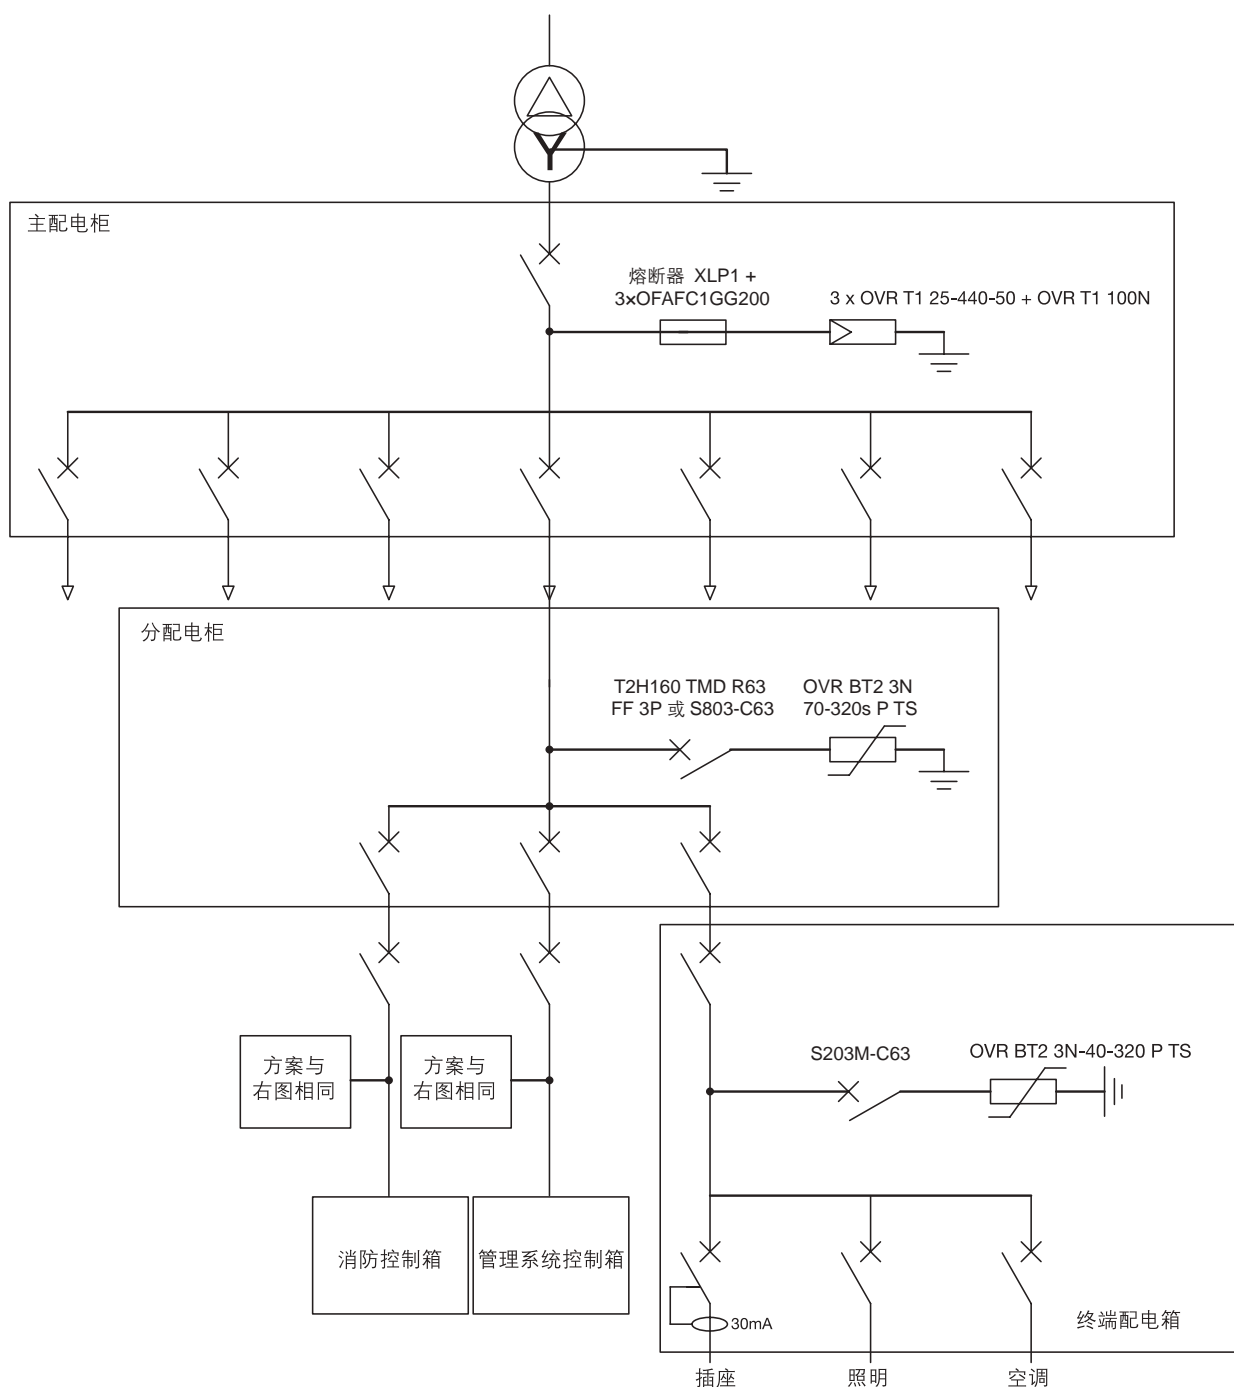 主配电柜
熔断器 XLP1 +
3×OFAFC1GG200
3 x OVR T1 25-440-50 + OVR T1 100N
分配电柜
T2H160 TMD R63
FF 3P 或 S803-C63
OVR BT2 3N
70-320s P TS
方案与
右图相同
方案与
右图相同
S203M-C63
OVR BT2 3N-40-320 P TS
消防控制箱
管理系统控制箱
30mA
终端配电箱
插座
照明
空调